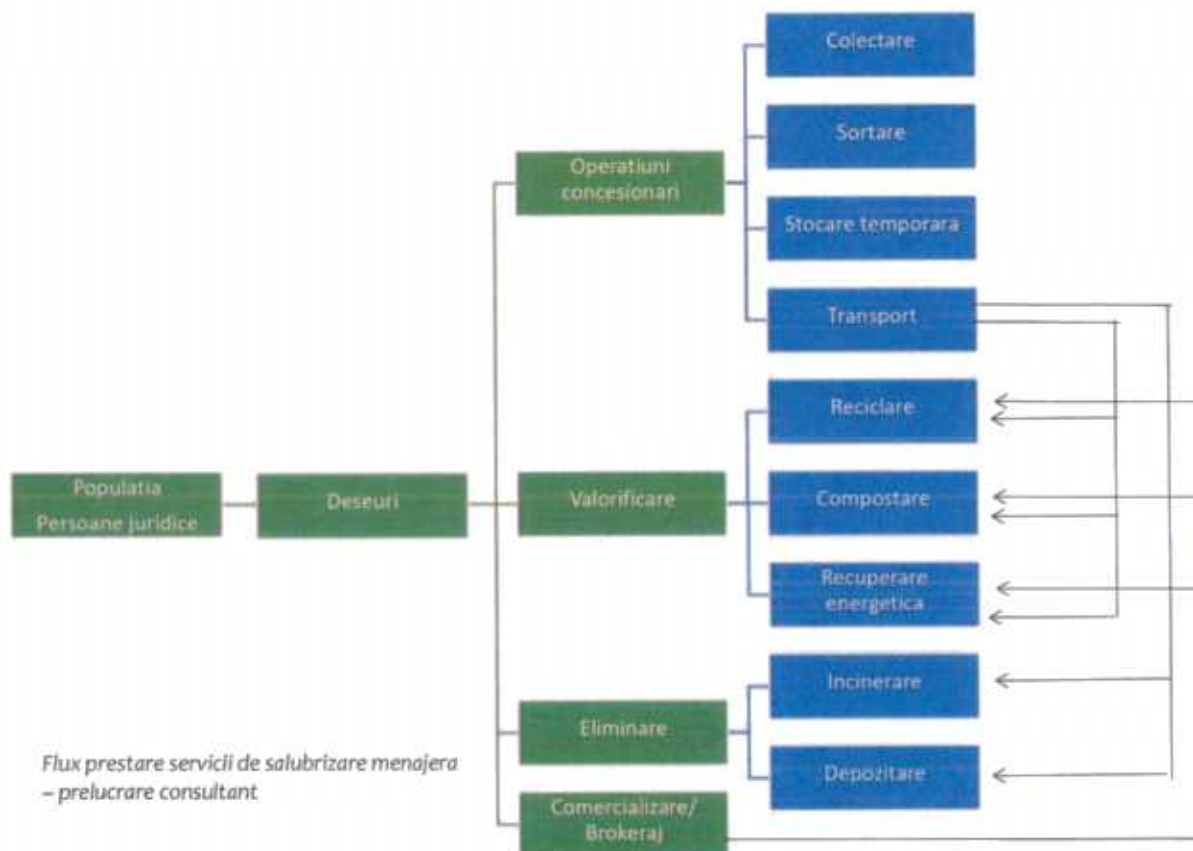 Colectare
Sortare
Operatiuni
concesionari
Stocare temporara
Transport
Reciclare
Populatia
Persoane juridice
Deseuri
Valorificare
Compostare
Recuperare
energetica
Incinerare
Eliminare
Depozitare
Flux prestare servicii de salubrizare menajera
– prelucrare consultant
Comercializare/
Brokeraj